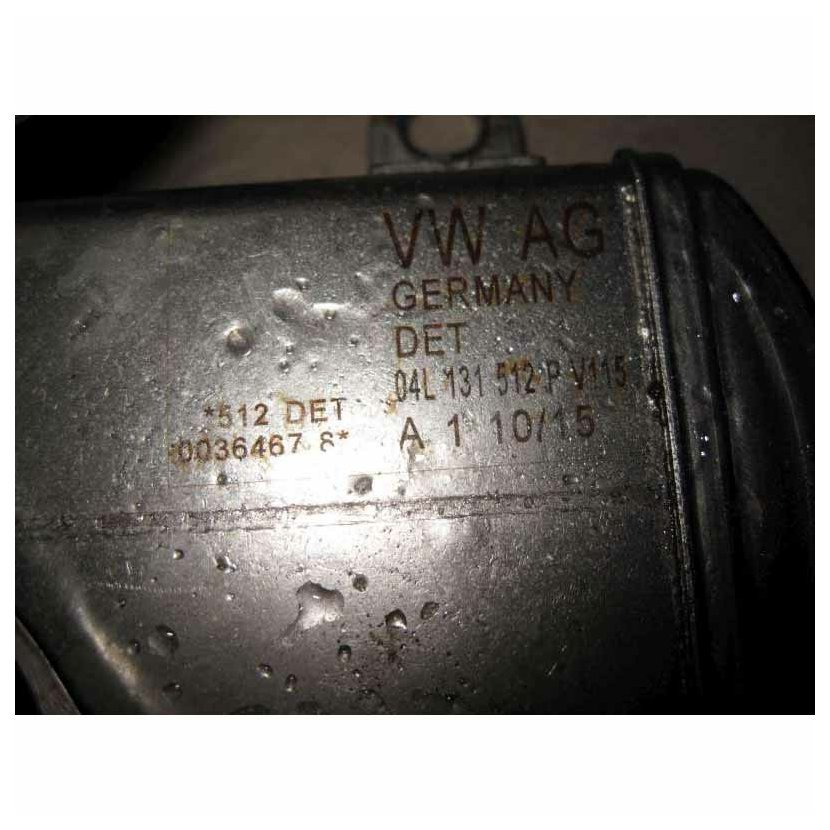 VW AG
GERMANY
DET
04L 131 512 P V115
A 1 10/15
*512 DET
0036467 8*